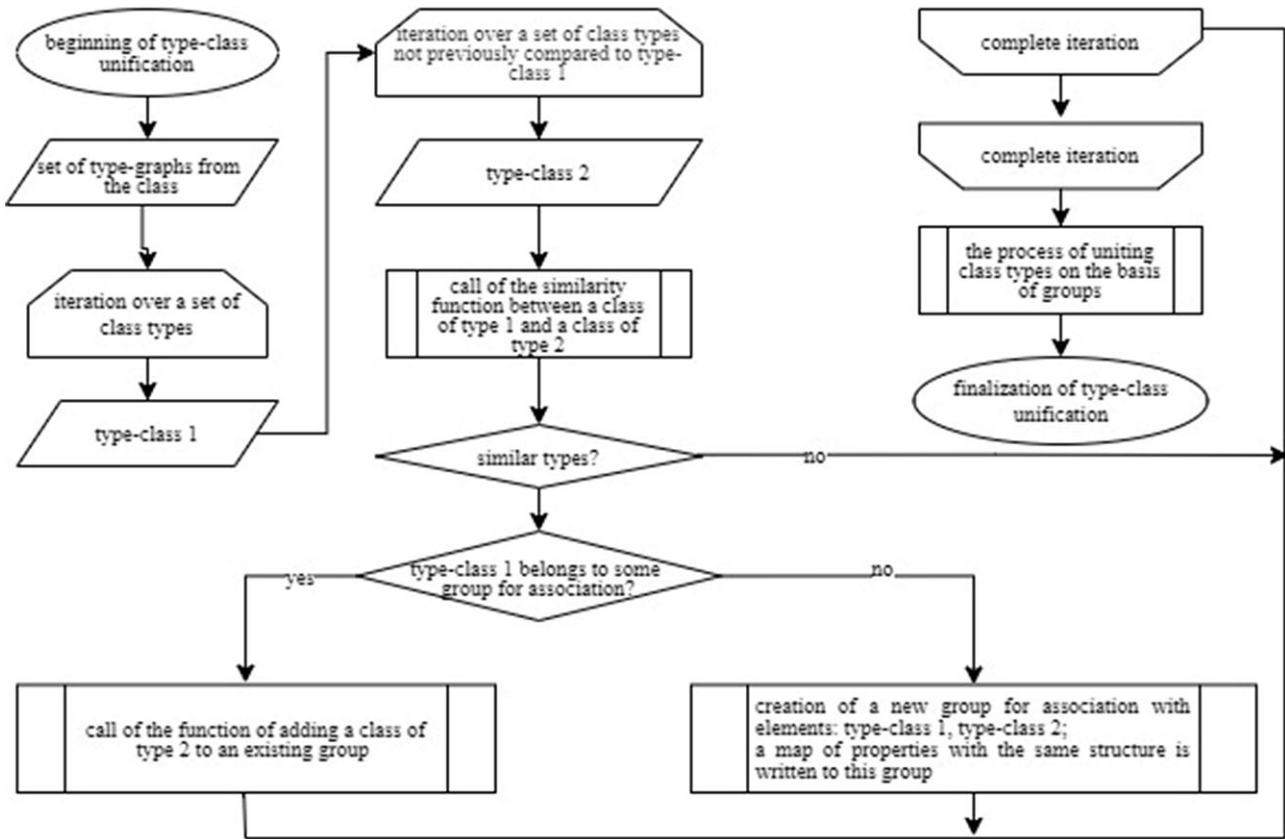 beginning of type-class
unification
set of type-graphs from
the class
iteration over a set of
class types
type-class 1
iteration over a set of class types
not previously compared to type-
class 1
type-class 2
call of the similarity
function between a class
of type 1 and a class of
type 2
similar types?
no
type-class 1 belongs to some
group for association?
yes
no
call of the function of adding a class of
type 2 to an existing group
creation of a new group for association with
elements: type-class 1, type-class 2;
a map of properties with the same structure is
written to this group
complete iteration
complete iteration
the process of uniting
class types on the basis
of groups
finalization of type-class
unification